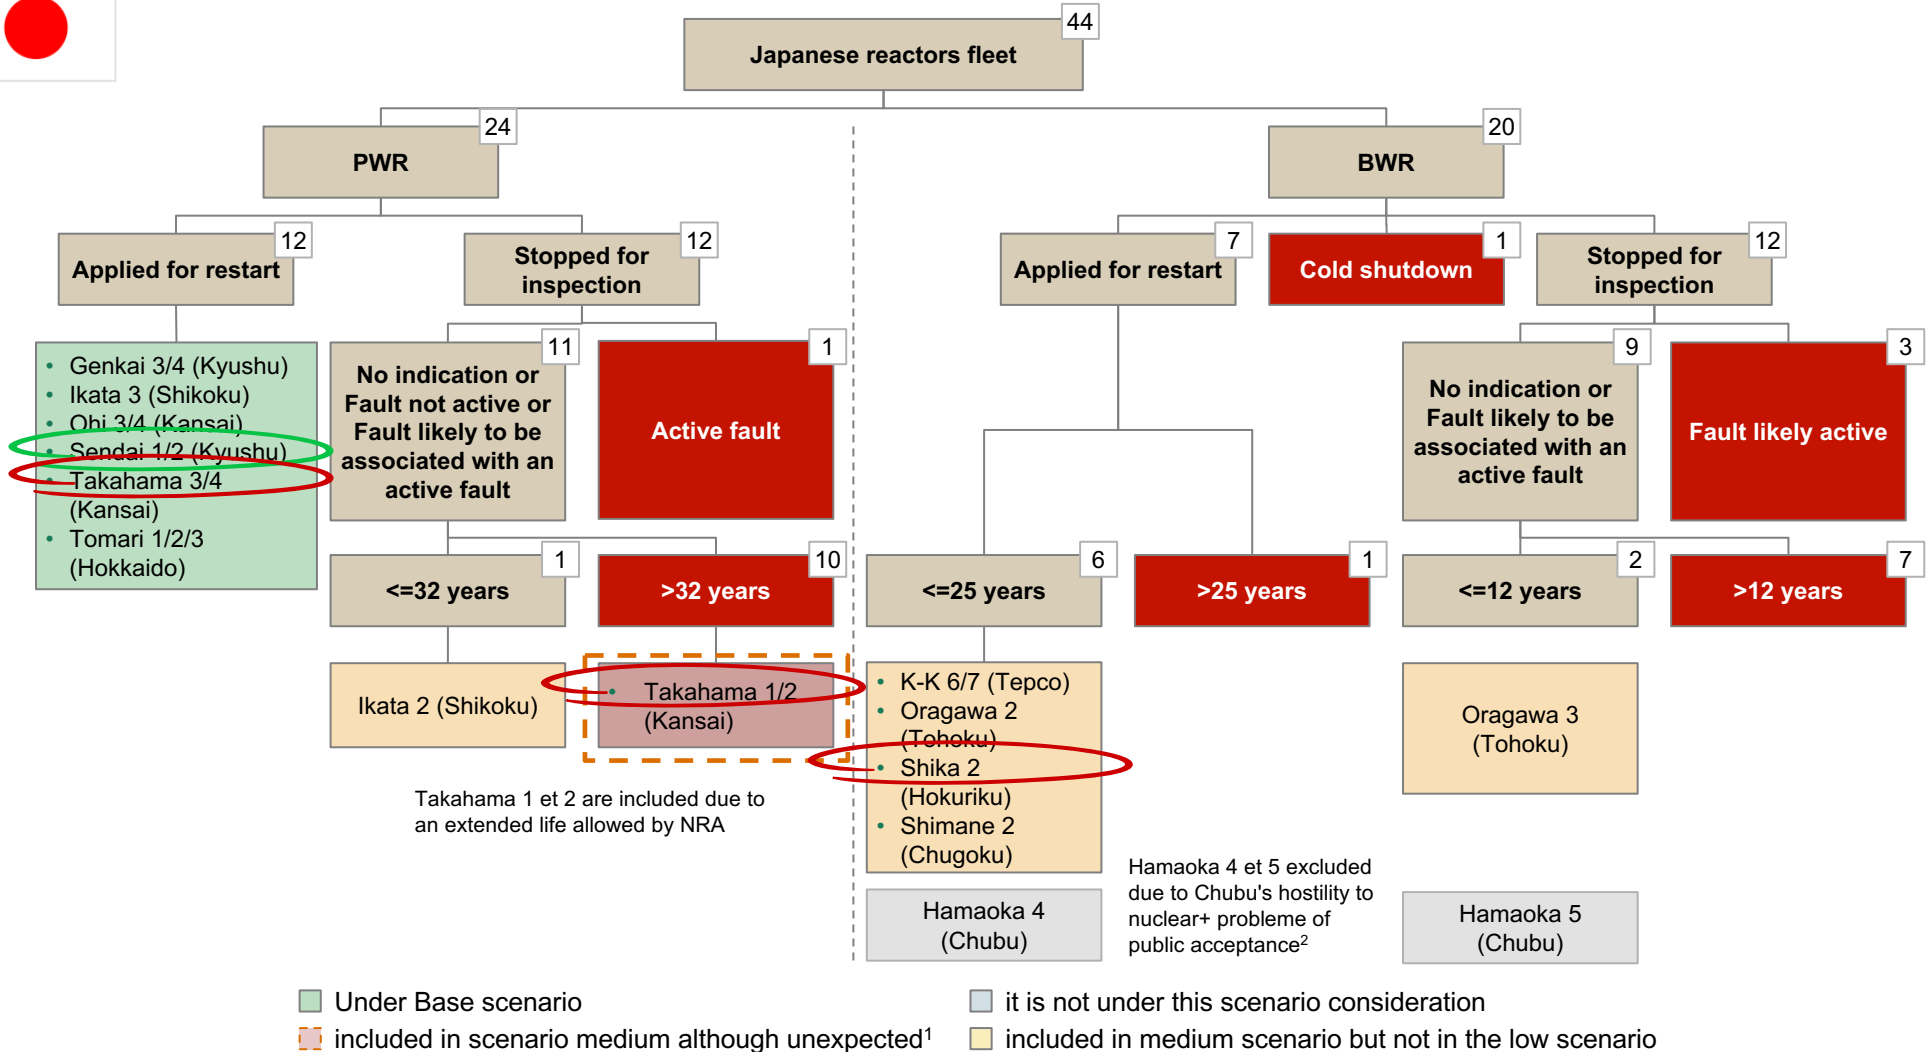 44
Japanese reactors fleet
24
PWR
20
BWR
12
Applied for restart
12
Stopped for
inspection
7
Applied for restart
1
Cold shutdown
12
Stopped for
inspection
• Genkai 3/4 (Kyushu)
• Ikata 3 (Shikoku)
• Ohi 3/4 (Kansai)
• Sendai 1/2 (Kyushu)
• Takahama 3/4
(Kansai)
• Tomari 1/2/3
(Hokkaido)
11
No indication or
Fault not active or
Fault likely to be
associated with an
active fault
1
Active fault
9
No indication or
Fault likely to be
associated with an
active fault
3
Fault likely active
1
<=32 years
10
>32 years
6
<=25 years
1
>25 years
2
<=12 years
7
>12 years
Ikata 2 (Shikoku)
• Takahama 1/2
(Kansai)
• K-K 6/7 (Tepco)
• Oragawa 2
(Tohoku)
• Shika 2
(Hokuriku)
• Shimane 2
(Chugoku)
Oragawa 3
(Tohoku)
Takahama 1 et 2 are included due to
an extended life allowed by NRA
Hamaoka 4
(Chubu)
Hamaoka 4 et 5 excluded
due to Chubu's hostility to
nuclear+ probleme of
public acceptance²
Hamaoka 5
(Chubu)
Under Base scenario
it is not under this scenario consideration
included in scenario medium although unexpected¹
included in medium scenario but not in the low scenario